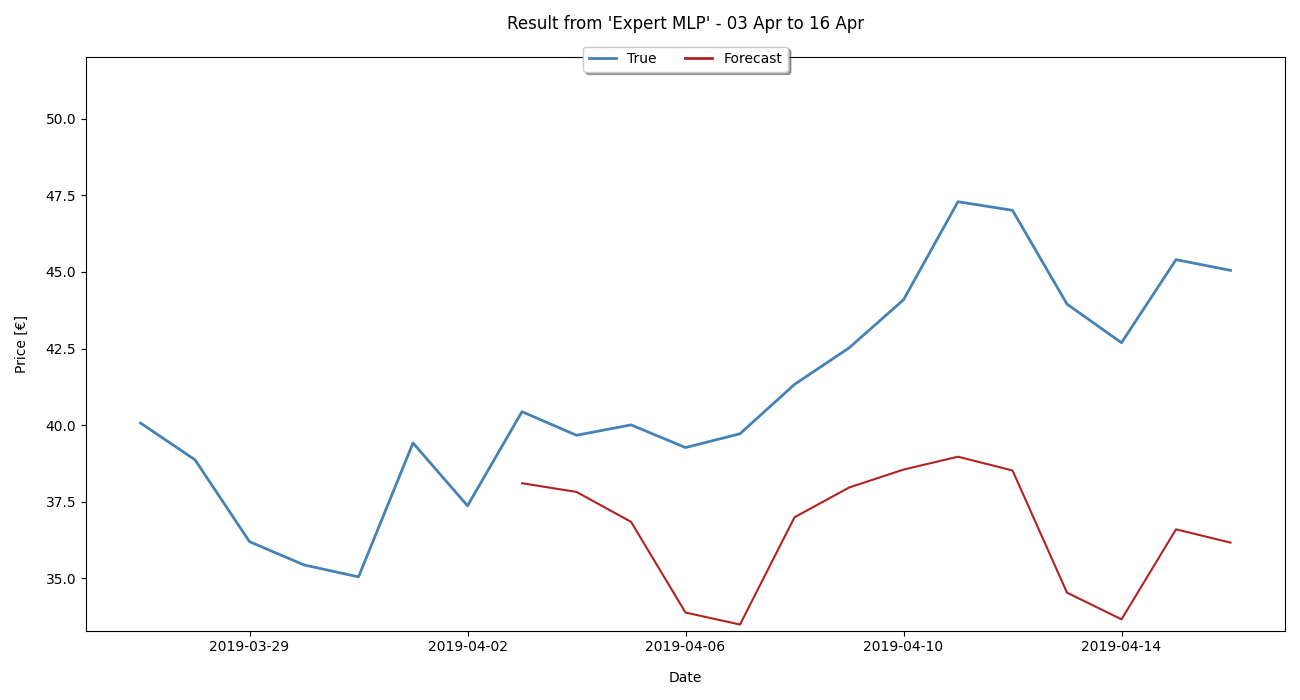 Result from 'Expert MLP' - 03 Apr to 16 Apr
True
Forecast
50.0
47.5
45.0
42.5
40.0
37.5
35.0
Price [€]
2019-03-29
2019-04-02
2019-04-06
2019-04-10
2019-04-14
Date